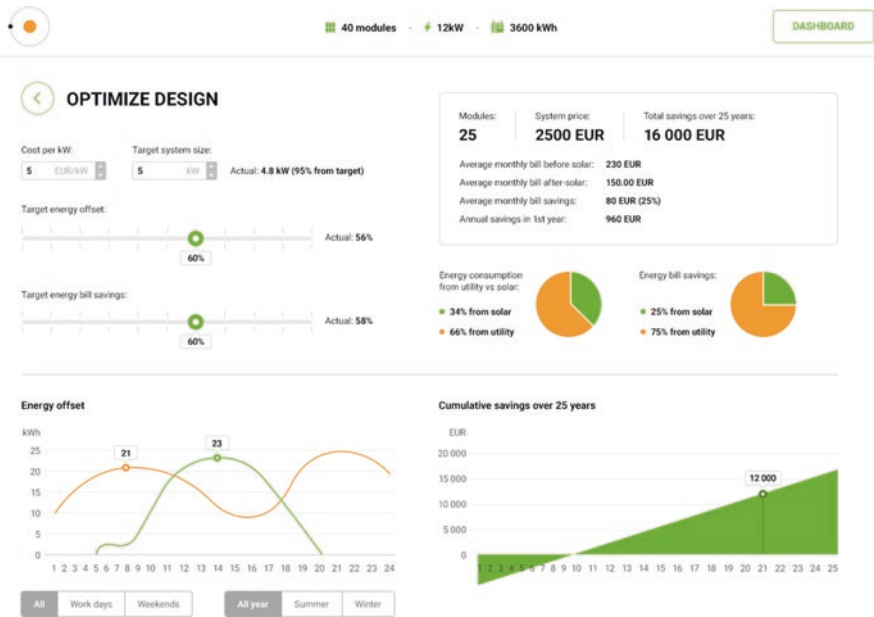 40 modules · 12kW · 3600 kWh
DASHBOARD
OPTIMIZE DESIGN
Cost per kW:
5 EUR/kW
Target system size:
5 kW
Actual: 4.8 kW (95% from target)
Target energy offset:
60%
Actual: 56%
Target energy bill savings:
60%
Actual: 58%
Modules:
25
System price:
2500 EUR
Total savings over 25 years:
16 000 EUR
Average monthly bill before solar: 230 EUR
Average monthly bill after-solar: 150.00 EUR
Average monthly bill savings: 80 EUR (25%)
Annual savings in 1st year: 960 EUR
Energy consumption
from utility vs solar:
34% from solar
66% from utility
Energy bill savings:
25% from solar
75% from utility
Energy offset
kWh
25
20
15
10
5
0
21
23
1 2 3 4 5 6 7 8 9 10 11 12 13 14 15 16 17 18 19 20 21 22 23 24
All Work days Weekends
All year Summer Winter
Cumulative savings over 25 years
EUR
20 000
15 000
10 000
5 000
0
12 000
1 2 3 4 5 6 7 8 9 10 11 12 13 14 15 16 17 18 19 20 21 22 23 24 25